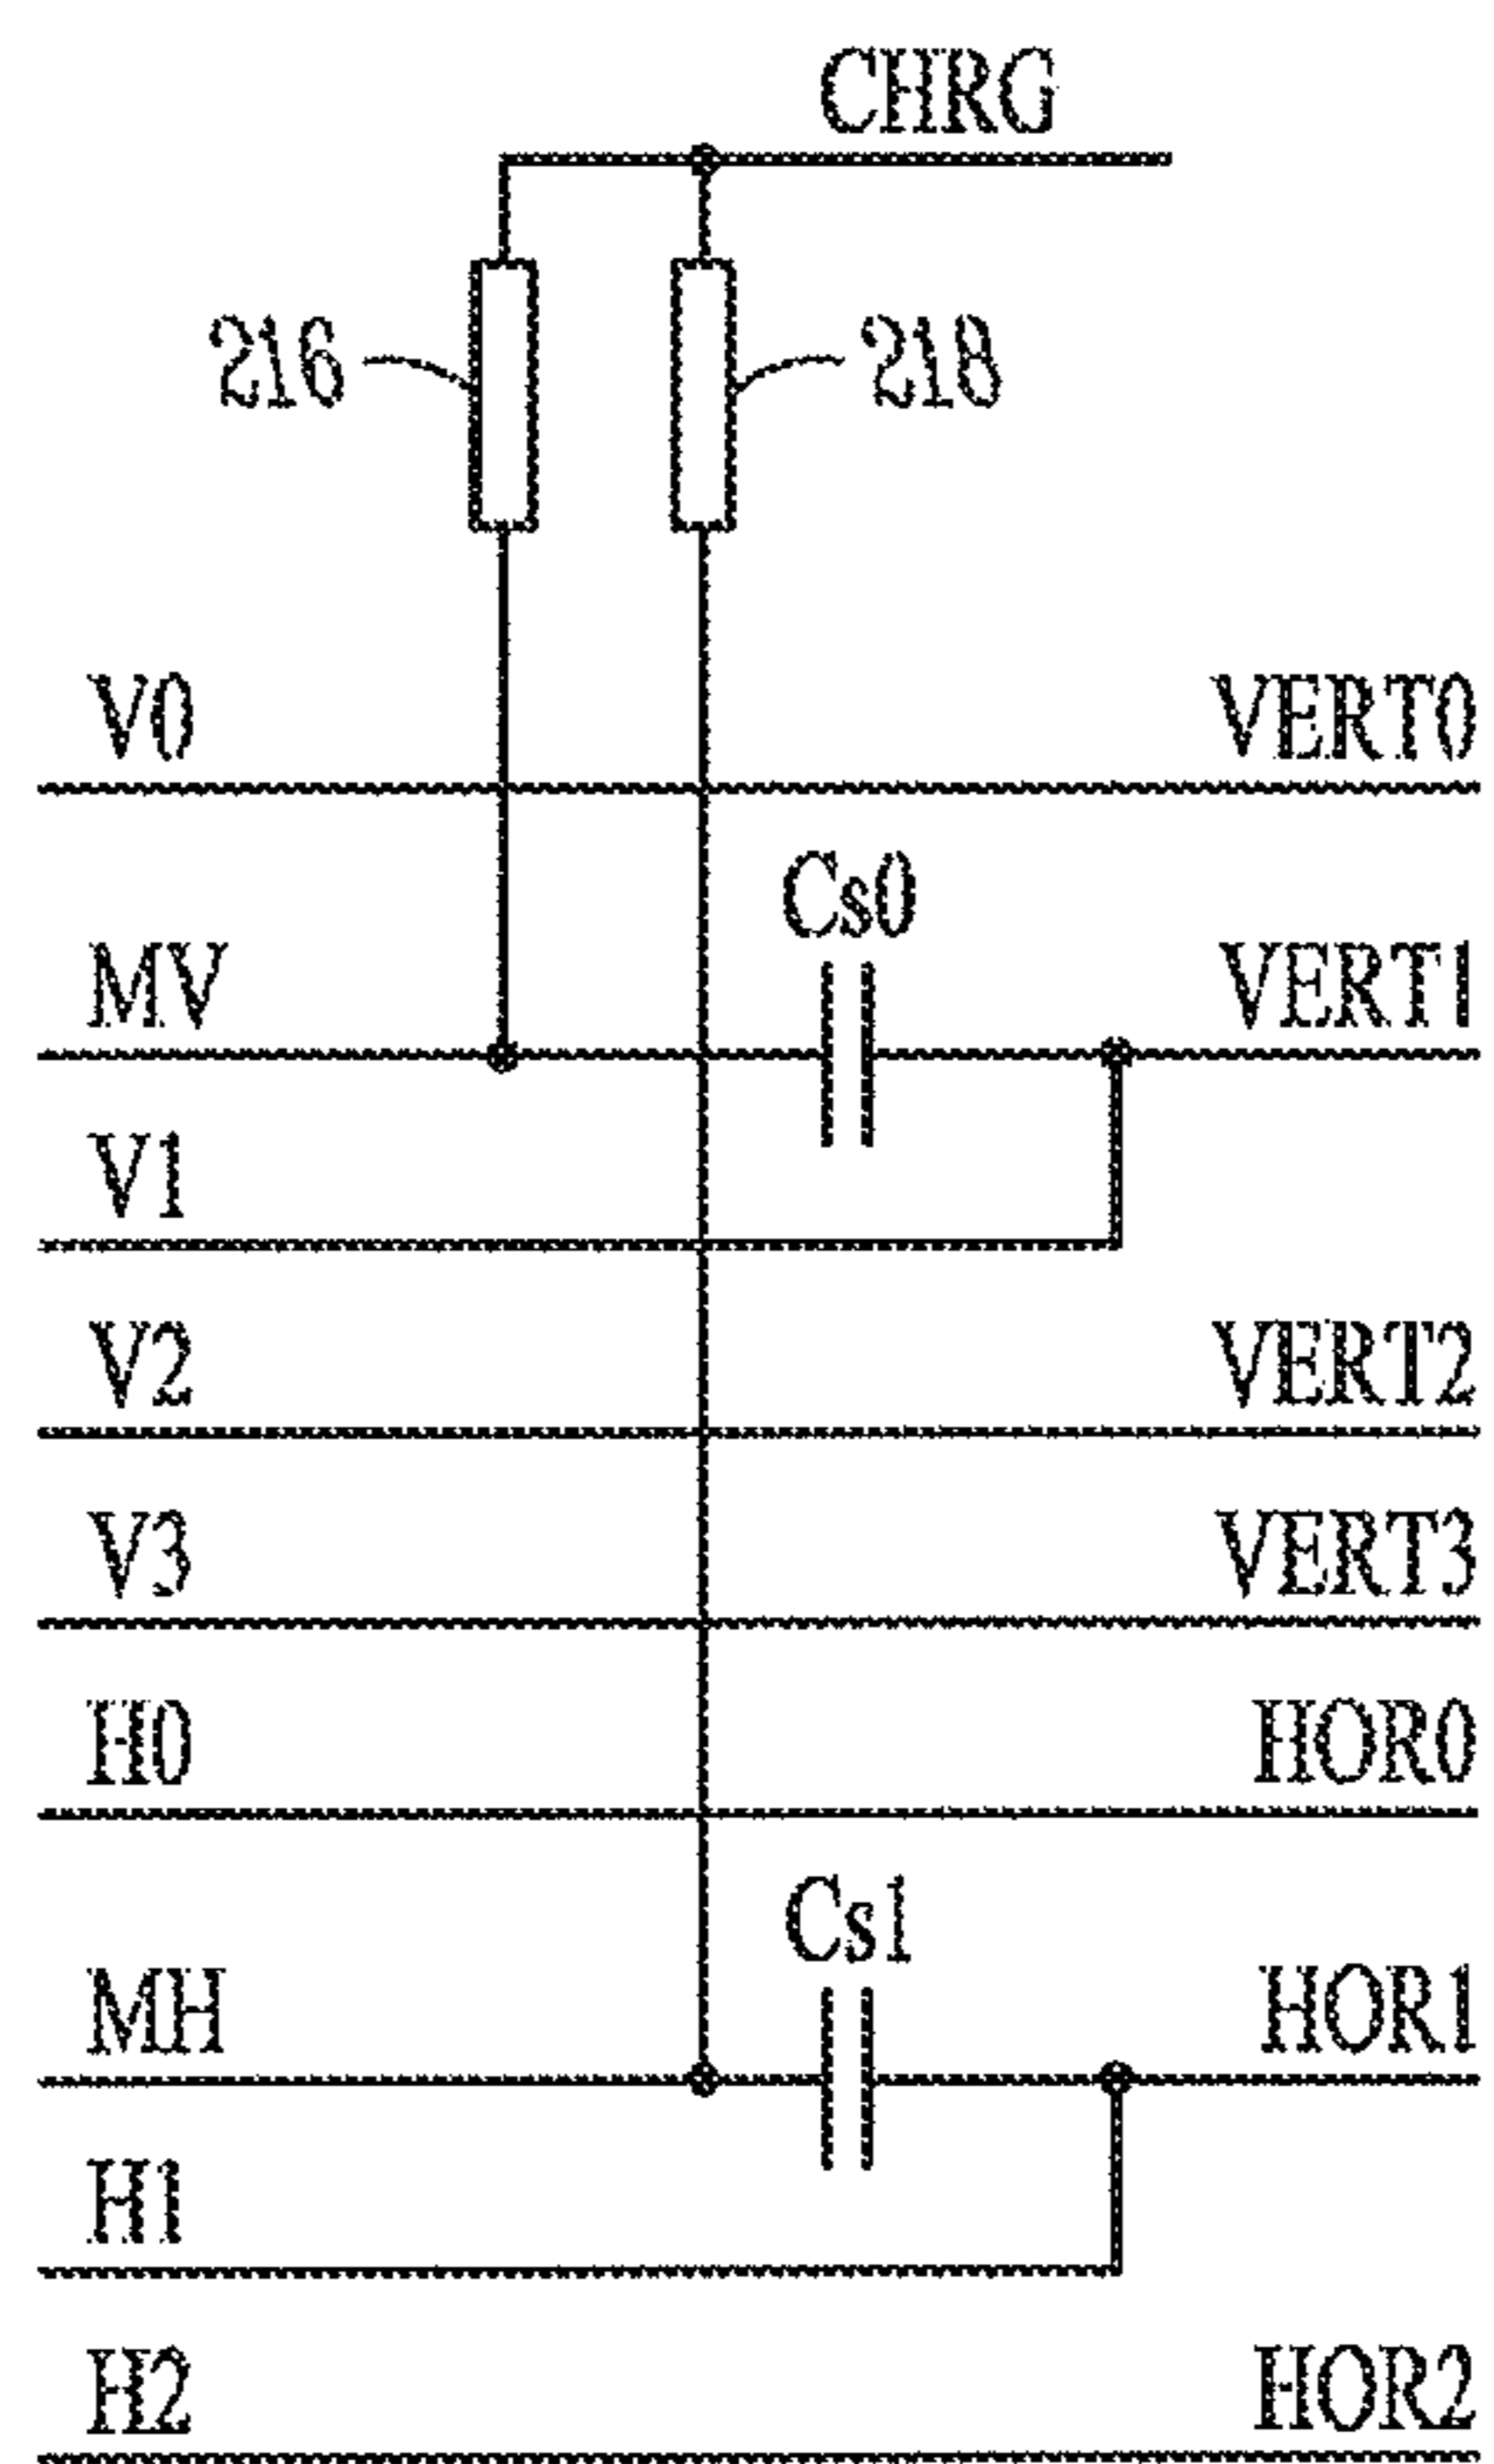 CHRG
216 218
V0 VERT0
Cs0
MV VERT1
V1
V2 VERT2
V3 VERT3
H0 HOR0
Cs1
MH HOR1
H1
H2 HOR2